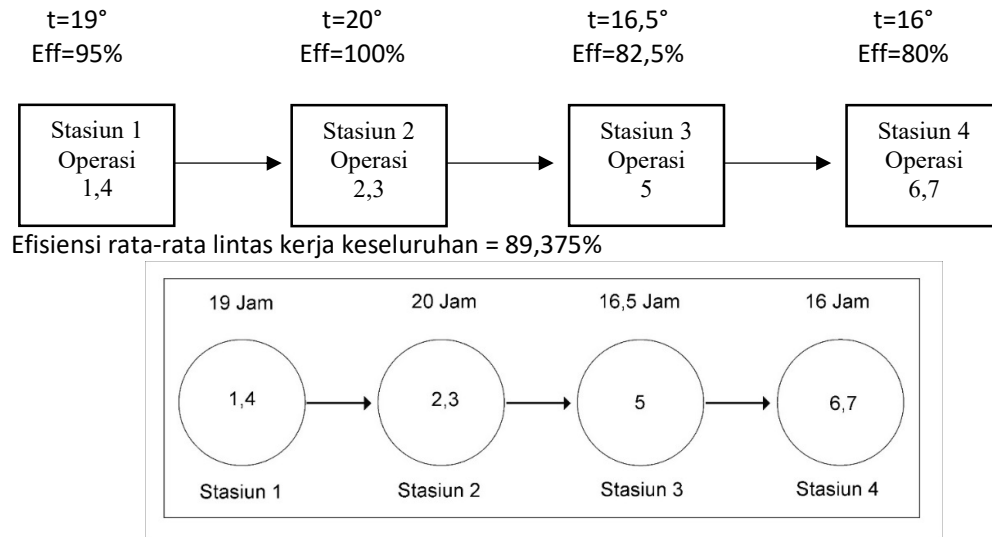 t=19° t=20° t=16,5° t=16°
Eff=95% Eff=100% Eff=82,5% Eff=80%
Stasiun 1 Stasiun 2 Stasiun 3 Stasiun 4
Operasi Operasi Operasi Operasi
1,4 2,3 5 6,7
Efisiensi rata-rata lintas kerja keseluruhan = 89,375%
19 Jam 20 Jam 16,5 Jam 16 Jam
1,4 2,3 5 6,7
Stasiun 1 Stasiun 2 Stasiun 3 Stasiun 4